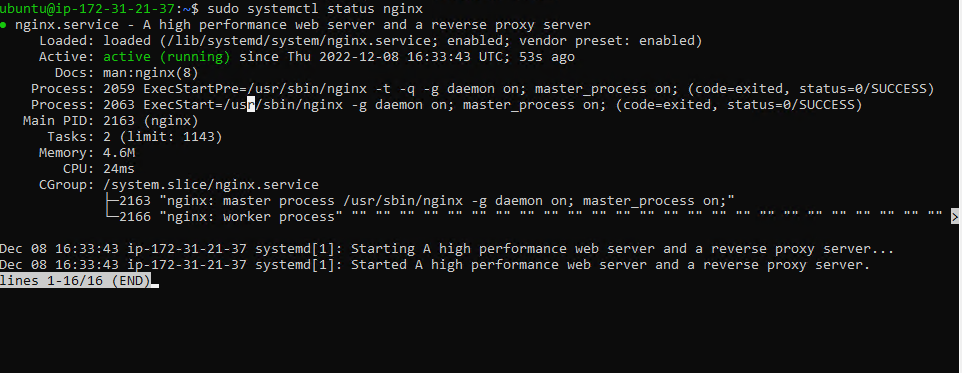 ubuntu@ip-172-31-21-37:~$ sudo systemctl status nginx
● nginx.service - A high performance web server and a reverse proxy server
Loaded: loaded (/lib/systemd/system/nginx.service; enabled; vendor preset: enabled)
Active: active (running) since Thu 2022-12-08 16:33:43 UTC; 53s ago
Docs: man:nginx(8)
Process: 2059 ExecStartPre=/usr/sbin/nginx -t -q -g daemon on; master_process on; (code=exited, status=0/SUCCESS)
Process: 2063 ExecStart=/usr/sbin/nginx -g daemon on; master_process on; (code=exited, status=0/SUCCESS)
Main PID: 2163 (nginx)
Tasks: 2 (limit: 1143)
Memory: 4.6M
CPU: 24ms
CGroup: /system.slice/nginx.service
├─2163 "nginx: master process /usr/sbin/nginx -g daemon on; master_process on;"
└─2166 "nginx: worker process" "" "" "" "" "" "" "" "" "" "" "" "" "" "" "" "" "" "" "" "" "" "" "" "" "" >
Dec 08 16:33:43 ip-172-31-21-37 systemd[1]: Starting A high performance web server and a reverse proxy server...
Dec 08 16:33:43 ip-172-31-21-37 systemd[1]: Started A high performance web server and a reverse proxy server.
lines 1-16/16 (END)